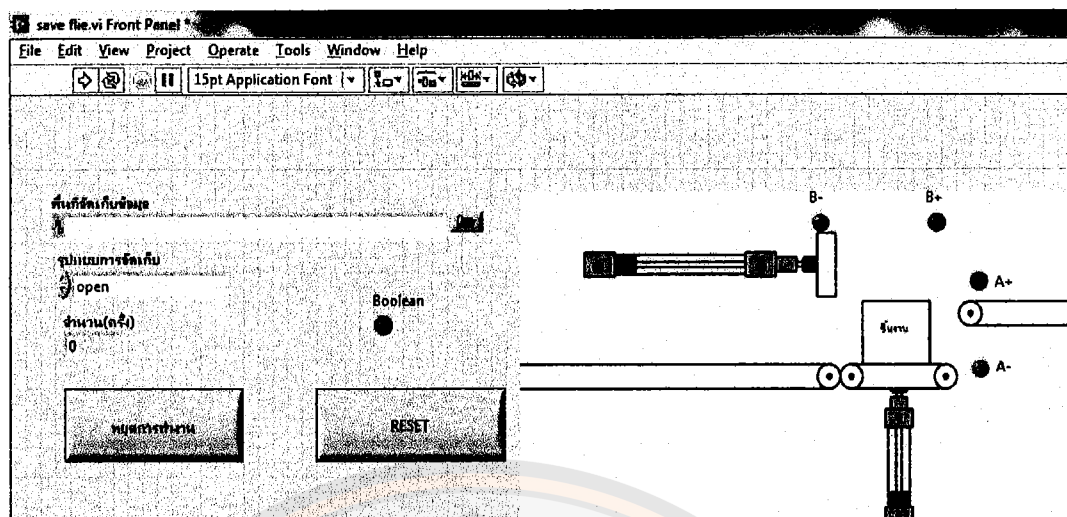 save flie.vi Front Panel *
File Edit View Project Operate Tools Window Help
15pt Application Font
พื้นที่จัดเก็บข้อมูล
รูปแบบการจัดเก็บ
open
จำนวน(ครั้ง)
0
Boolean
หยุดการทำงาน
RESET
B-
B+
A+
ชิ้นงาน
A-